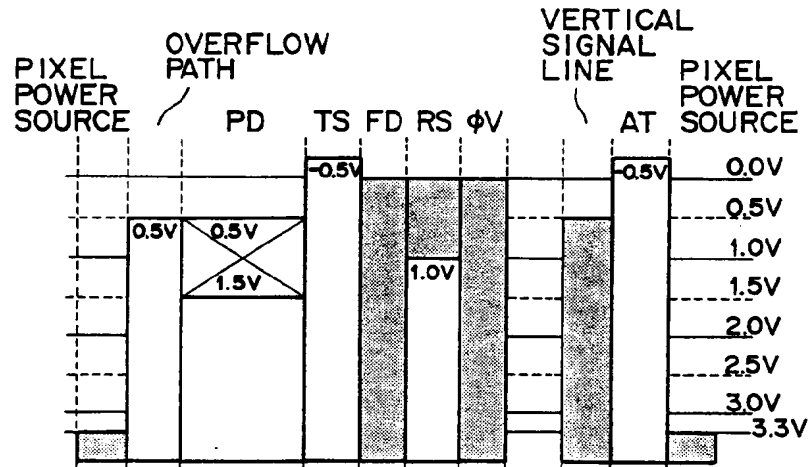 OVERFLOW
PATH
VERTICAL
SIGNAL
LINE
PIXEL
POWER
SOURCE
PD
TS
FD
RS
ΦV
AT
PIXEL
POWER
SOURCE
-0.5V
-0.5V
0.0V
0.5V
0.5V
0.5V
1.0V
1.5V
1.0V
1.5V
2.0V
2.5V
3.0V
3.3V